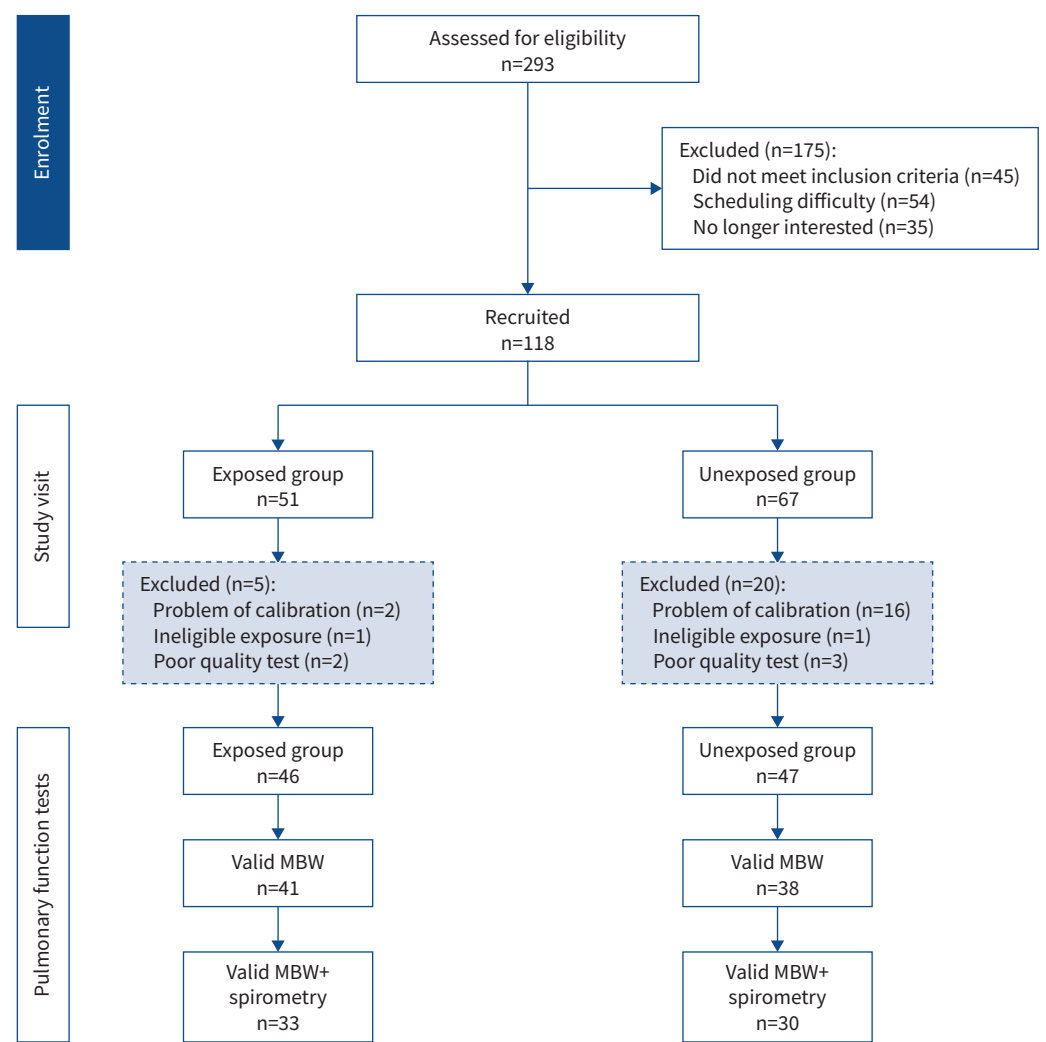 Enrolment
Assessed for eligibility
n=293
Excluded (n=175):
Did not meet inclusion criteria (n=45)
Scheduling difficulty (n=54)
No longer interested (n=35)
Recruited
n=118
Study visit
Exposed group
n=51
Unexposed group
n=67
Excluded (n=5):
Problem of calibration (n=2)
Ineligible exposure (n=1)
Poor quality test (n=2)
Excluded (n=20):
Problem of calibration (n=16)
Ineligible exposure (n=1)
Poor quality test (n=3)
Pulmonary function tests
Exposed group
n=46
Unexposed group
n=47
Valid MBW
n=41
Valid MBW
n=38
Valid MBW+
spirometry
n=33
Valid MBW+
spirometry
n=30